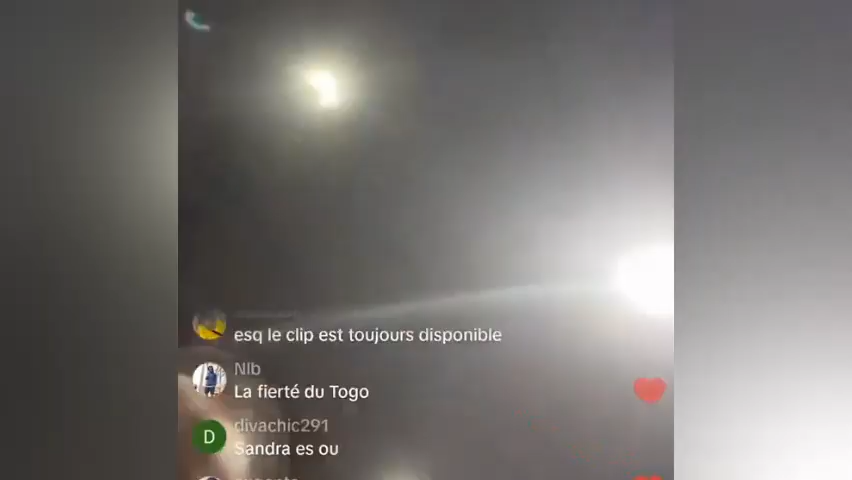 esq le clip est toujours disponible
Nlb
La fierté du Togo
divachic291
D
Sandra es ou